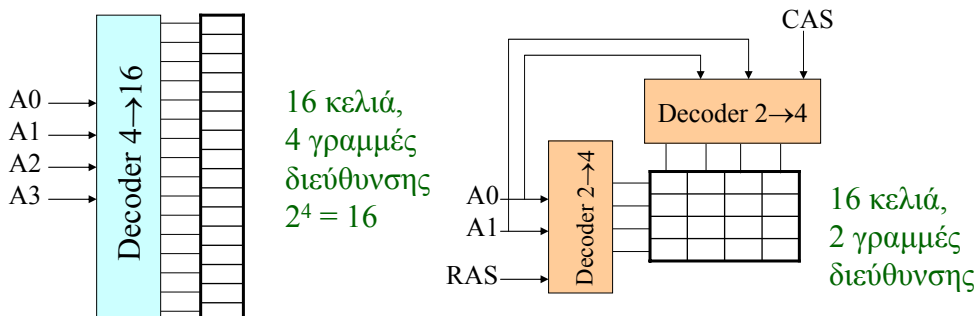 A0
A1
A2
A3
Decoder 4→16
16 κελιά,
4 γραμμές
διεύθυνσης
2⁴ = 16
CAS
Decoder 2→4
A0
A1
RAS
Decoder 2→4
16 κελιά,
2 γραμμές
διεύθυνσης